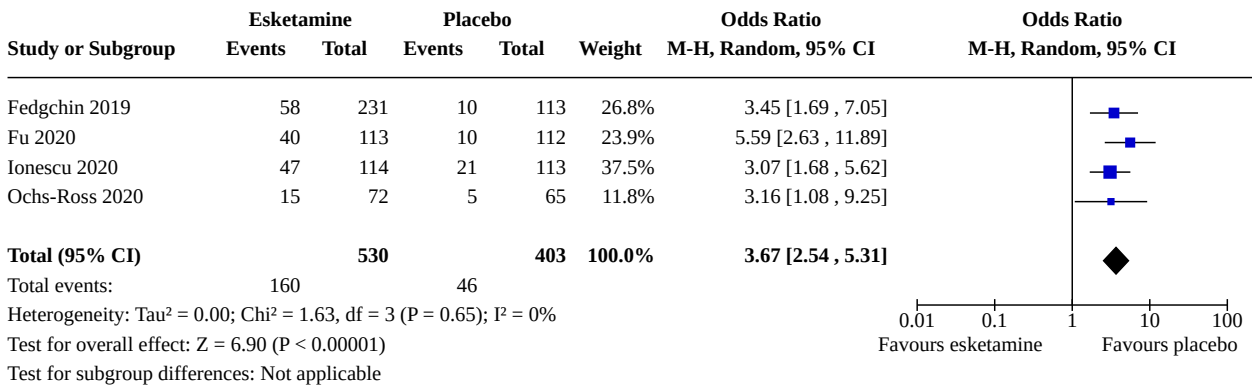 Esketamine Placebo Odds Ratio Odds Ratio
Study or Subgroup Events Total Events Total Weight M-H, Random, 95% CI M-H, Random, 95% CI
Fedgchin 2019 58 231 10 113 26.8% 3.45 [1.69 , 7.05]
Fu 2020 40 113 10 112 23.9% 5.59 [2.63 , 11.89]
Ionescu 2020 47 114 21 113 37.5% 3.07 [1.68 , 5.62]
Ochs-Ross 2020 15 72 5 65 11.8% 3.16 [1.08 , 9.25]
Total (95% CI) 530 403 100.0% 3.67 [2.54 , 5.31]
Total events: 160 46
Heterogeneity: Tau² = 0.00; Chi² = 1.63, df = 3 (P = 0.65); I² = 0%
0.01 0.1 1 10 100
Test for overall effect: Z = 6.90 (P < 0.00001)
Favours esketamine Favours placebo
Test for subgroup differences: Not applicable